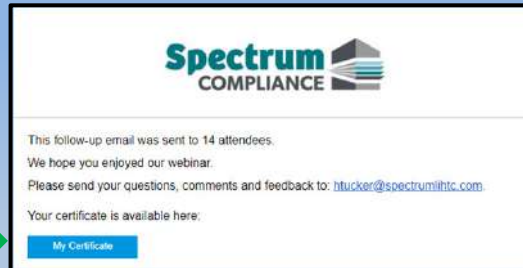 Spectrum
COMPLIANCE
This follow-up email was sent to 14 attendees.
We hope you enjoyed our webinar.
Please send your questions, comments and feedback to: htucker@spectrumlihtc.com.
Your certificate is available here:
My Certificate